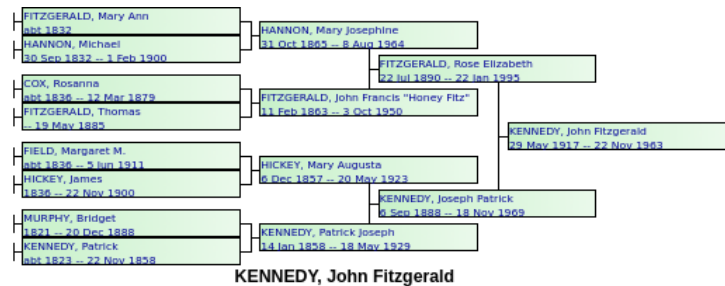 FITZGERALD, Mary Ann
abt 1832
HANNON, Michael
30 Sep 1832 -- 1 Feb 1900
COX, Rosanna
abt 1836 -- 12 Mar 1879
FITZGERALD, Thomas
-- 19 May 1885
FIELD, Margaret M.
abt 1836 -- 5 Jun 1911
HICKEY, James
1836 -- 22 Nov 1900
MURPHY, Bridget
1821 -- 20 Dec 1888
KENNEDY, Patrick
abt 1823 -- 22 Nov 1858
HANNON, Mary Josephine
31 Oct 1865 -- 8 Aug 1964
FITZGERALD, John Francis "Honey Fitz"
11 Feb 1863 -- 3 Oct 1950
HICKEY, Mary Augusta
6 Dec 1857 -- 20 May 1923
KENNEDY, Patrick Joseph
14 Jan 1858 -- 18 May 1929
FITZGERALD, Rose Elizabeth
22 Jul 1890 -- 22 Jan 1995
KENNEDY, Joseph Patrick
6 Sep 1888 -- 18 Nov 1969
KENNEDY, John Fitzgerald
29 May 1917 -- 22 Nov 1963
KENNEDY, John Fitzgerald